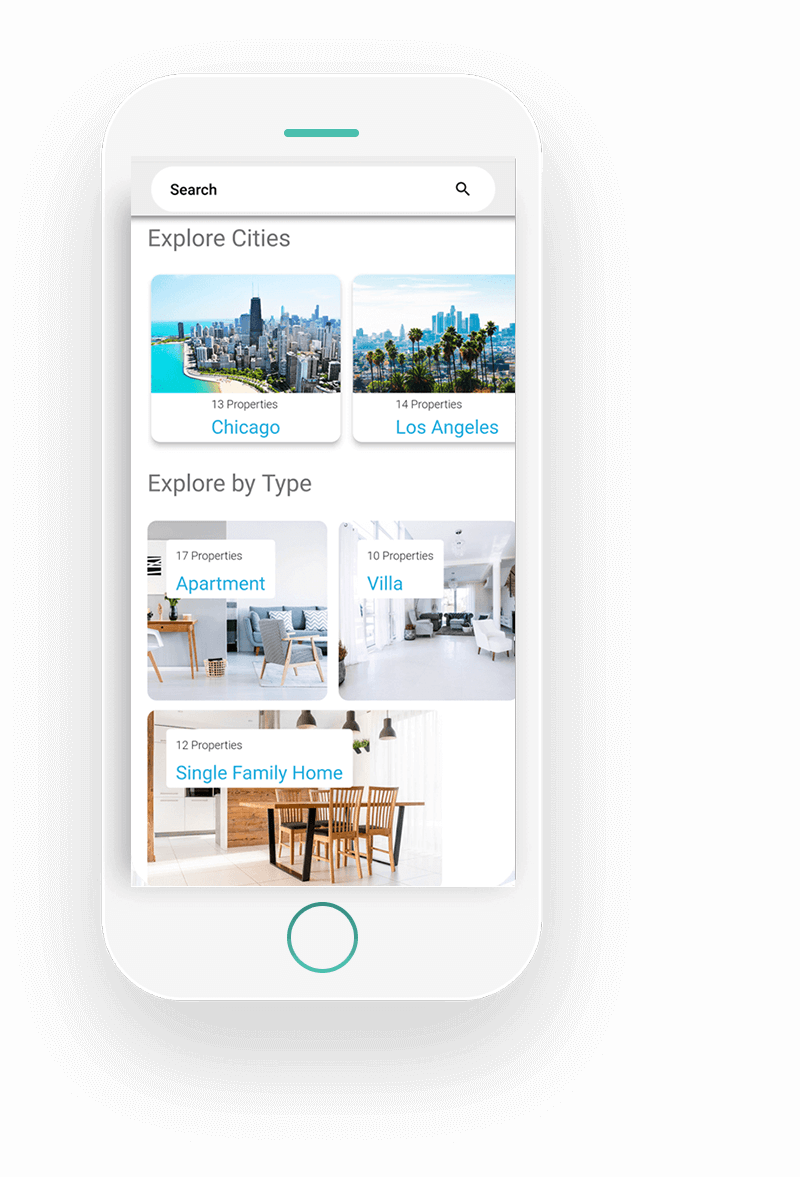 Search
Explore Cities
13 Properties
Chicago
14 Properties
Los Angeles
Explore by Type
17 Properties
Apartment
10 Properties
Villa
12 Properties
Single Family Home